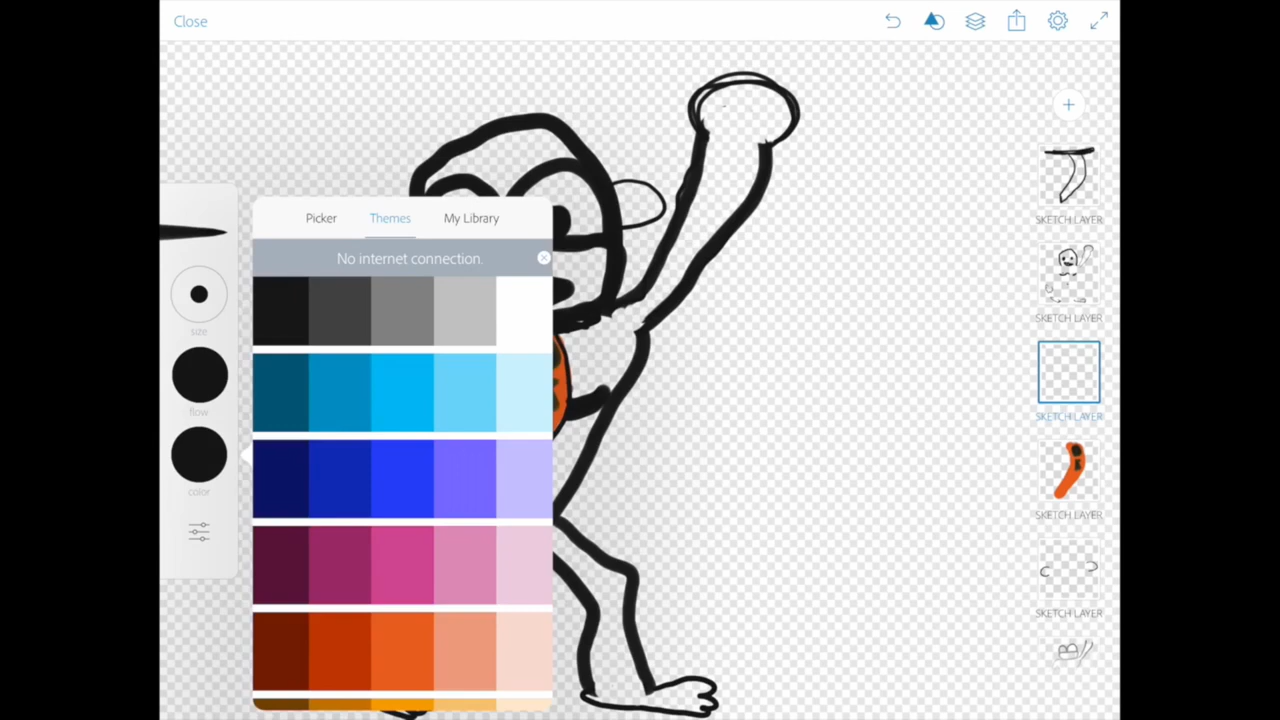 Close
Picker Themes My Library
No internet connection.
size
flow
color
SKETCH LAYER
SKETCH LAYER
SKETCH LAYER
SKETCH LAYER
SKETCH LAYER